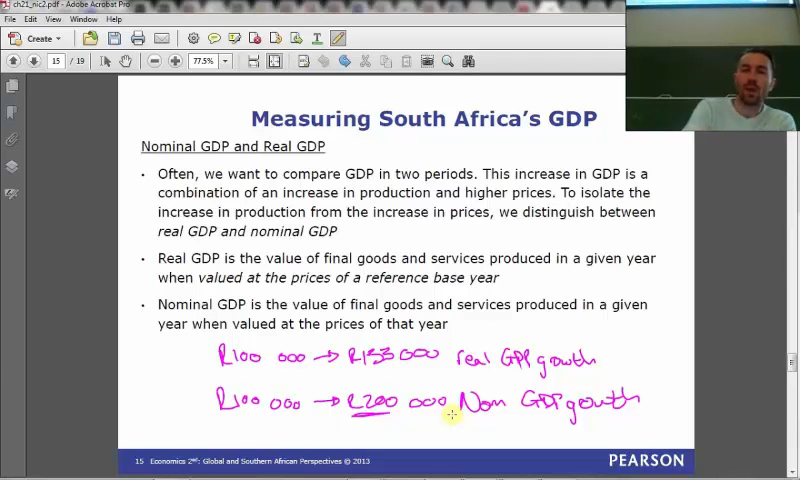 ch21_nic2.pdf - Adobe Acrobat Pro
File Edit View Window Help
Create
15 / 19 77.5%
Measuring South Africa's GDP
Nominal GDP and Real GDP
• Often, we want to compare GDP in two periods. This increase in GDP is a
combination of an increase in production and higher prices. To isolate the
increase in production from the increase in prices, we distinguish between
real GDP and nominal GDP
• Real GDP is the value of final goods and services produced in a given year
when valued at the prices of a reference base year
• Nominal GDP is the value of final goods and services produced in a given
year when valued at the prices of that year
R100 000 → R133 000 real GDP growth
R100 000 → R200 000 Nom GDP growth
15 Economics 2nd: Global and Southern African Perspectives © 2013
PEARSON